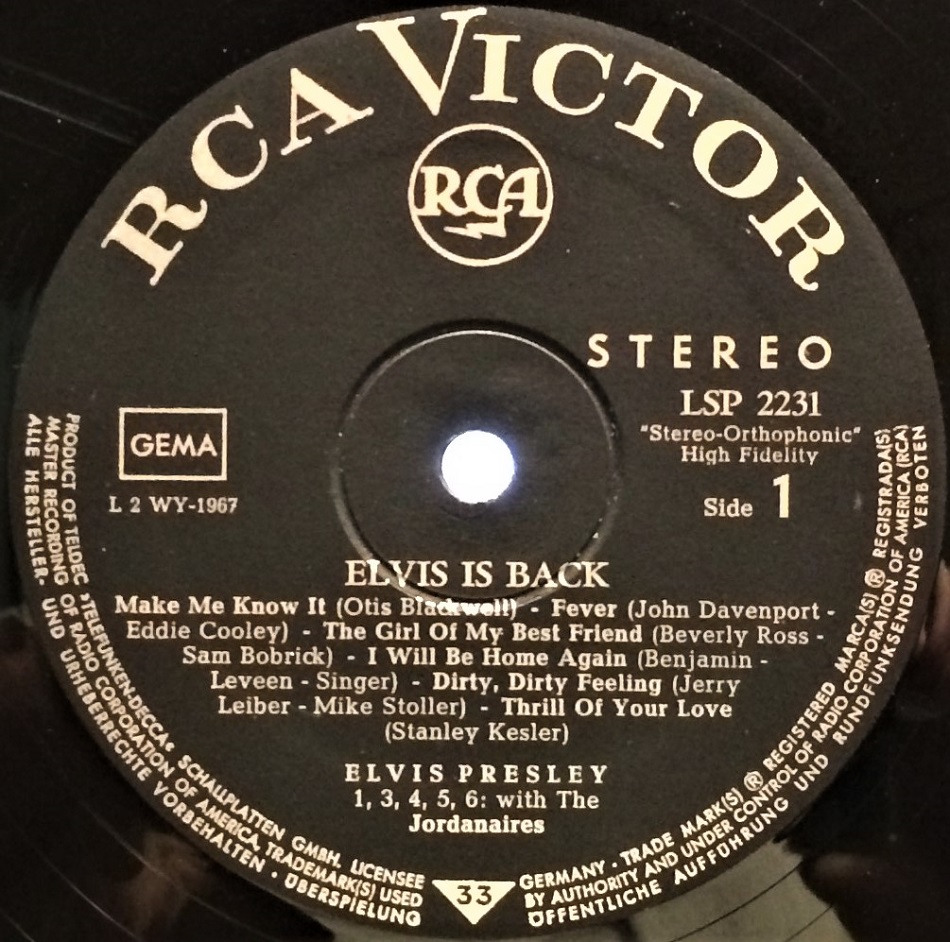 RCA VICTOR
RCA
STEREO
LSP 2231
"Stereo-Orthophonic"
High Fidelity
Side 1
GEMA
L 2 WY-1967
ELVIS IS BACK
Make Me Know It (Otis Blackwell) - Fever (John Davenport -
Eddie Cooley) - The Girl Of My Best Friend (Beverly Ross -
Sam Bobrick) - I Will Be Home Again (Benjamin -
Leveen - Singer) - Dirty, Dirty Feeling (Jerry
Leiber - Mike Stoller) - Thrill Of Your Love
(Stanley Kesler)
ELVIS PRESLEY
1, 3, 4, 5, 6: with The
Jordanaires
33
PRODUCT OF TELDEC »TELEFUNKEN-DECCA« SCHALLPLATTEN GMBH, LICENSEE
MASTER RECORDING OF RADIO CORPORATION OF AMERICA, TRADEMARK(S) USED
ALLE HERSTELLER- UND URHEBERRECHTE VORBEHALTEN · ÜBERSPIELUNG
GERMANY · TRADE MARK(S) ® REGISTERED MARCA(S) ® REGISTRADA(S)
BY AUTHORITY AND UNDER CONTROL OF RADIO CORPORATION OF AMERICA (RCA)
ÖFFENTLICHE AUFFÜHRUNG UND RUNDFUNKSENDUNG VERBOTEN